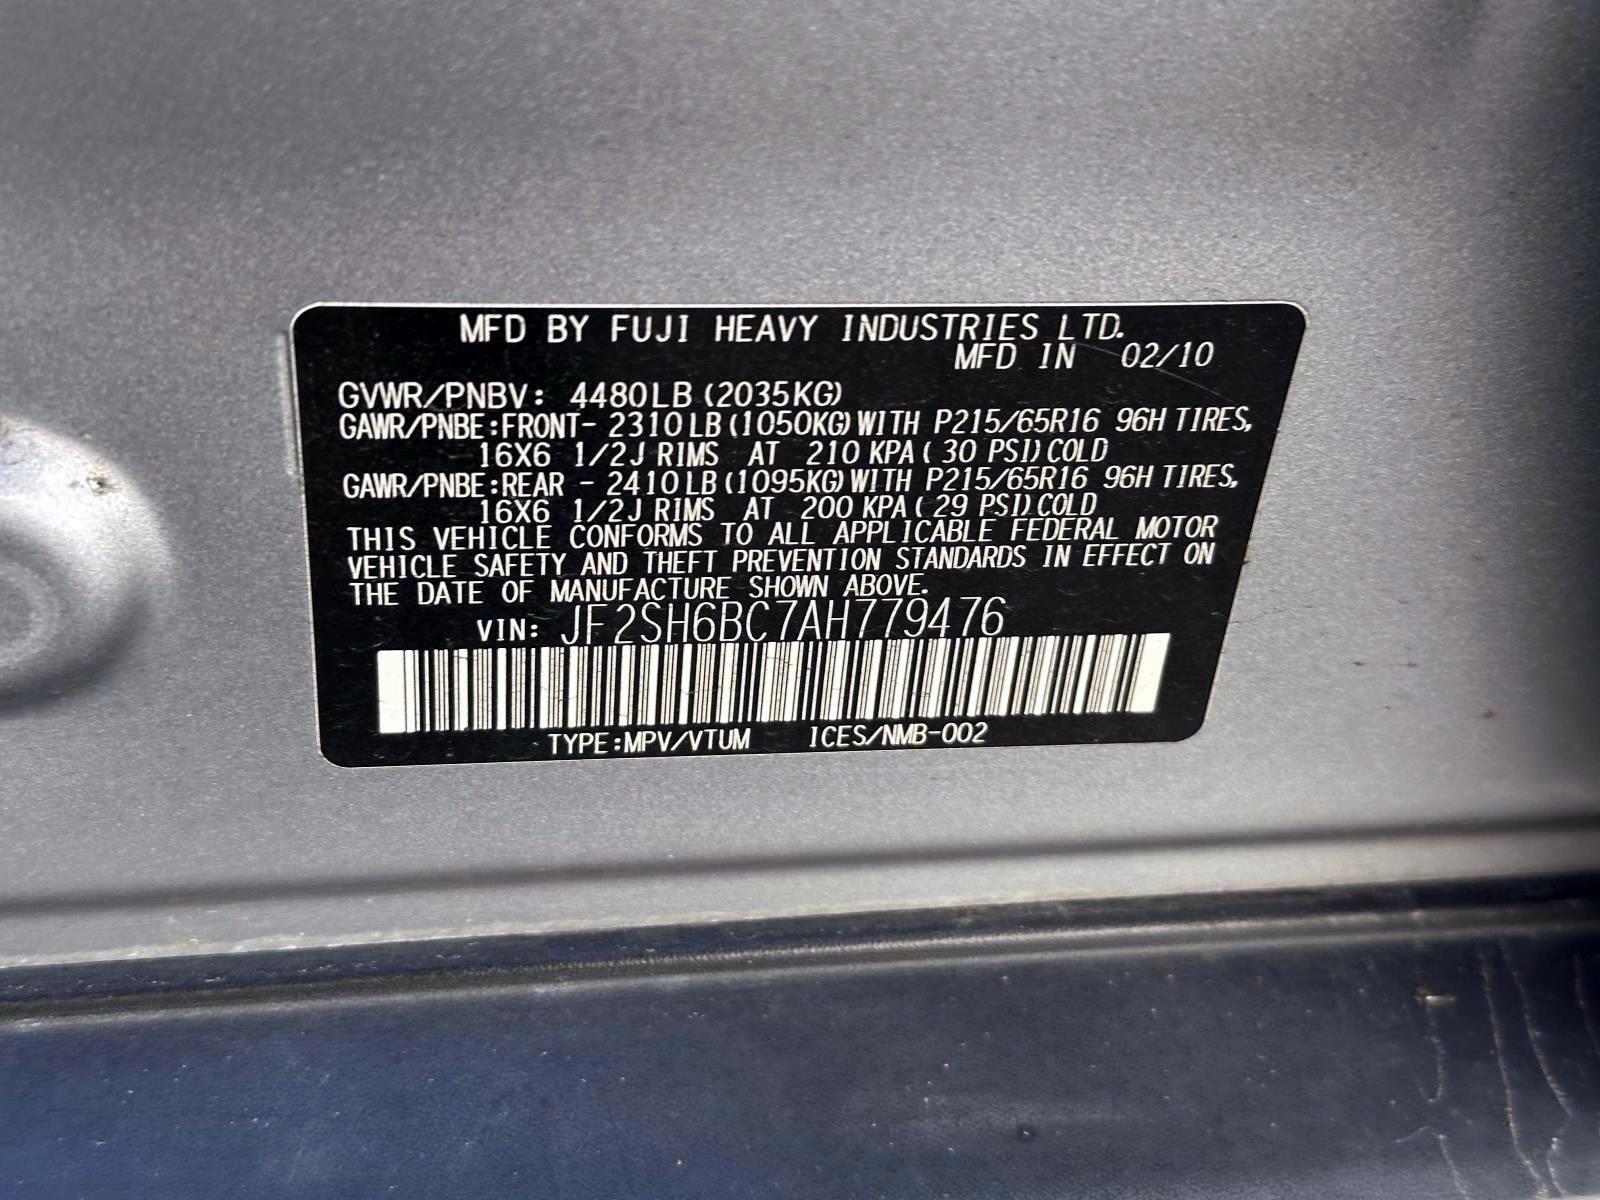 MFD BY FUJI HEAVY INDUSTRIES LTD.
MFD IN 02/10
GVWR/PNBV: 4480LB (2035KG)
GAWR/PNBE:FRONT- 2310LB (1050KG)WITH P215/65R16 96H TIRES,
16X6 1/2J RIMS AT 210 KPA ( 30 PSI)COLD
GAWR/PNBE:REAR - 2410LB (1095KG)WITH P215/65R16 96H TIRES,
16X6 1/2J RIMS AT 200 KPA ( 29 PSI)COLD
THIS VEHICLE CONFORMS TO ALL APPLICABLE FEDERAL MOTOR
VEHICLE SAFETY AND THEFT PREVENTION STANDARDS IN EFFECT ON
THE DATE OF MANUFACTURE SHOWN ABOVE.
VIN: JF2SH6BC7AH779476
TYPE:MPV/VTUM ICES/NMB-002